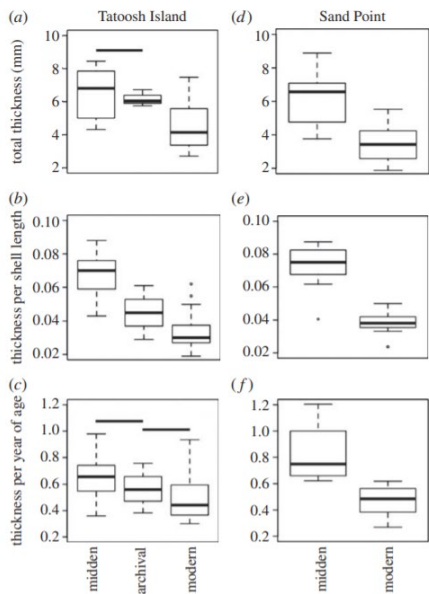 (a) Tatoosh Island
(d) Sand Point
total thickness (mm)
10
8
6
4
2
10
8
6
4
2
(b)
(e)
thickness per shell length
0.10
0.08
0.06
0.04
0.02
0.10
0.08
0.06
0.04
0.02
(c)
(f)
thickness per year of age
1.2
1.0
0.8
0.6
0.4
0.2
1.2
1.0
0.8
0.6
0.4
0.2
midden
archival
modern
midden
modern